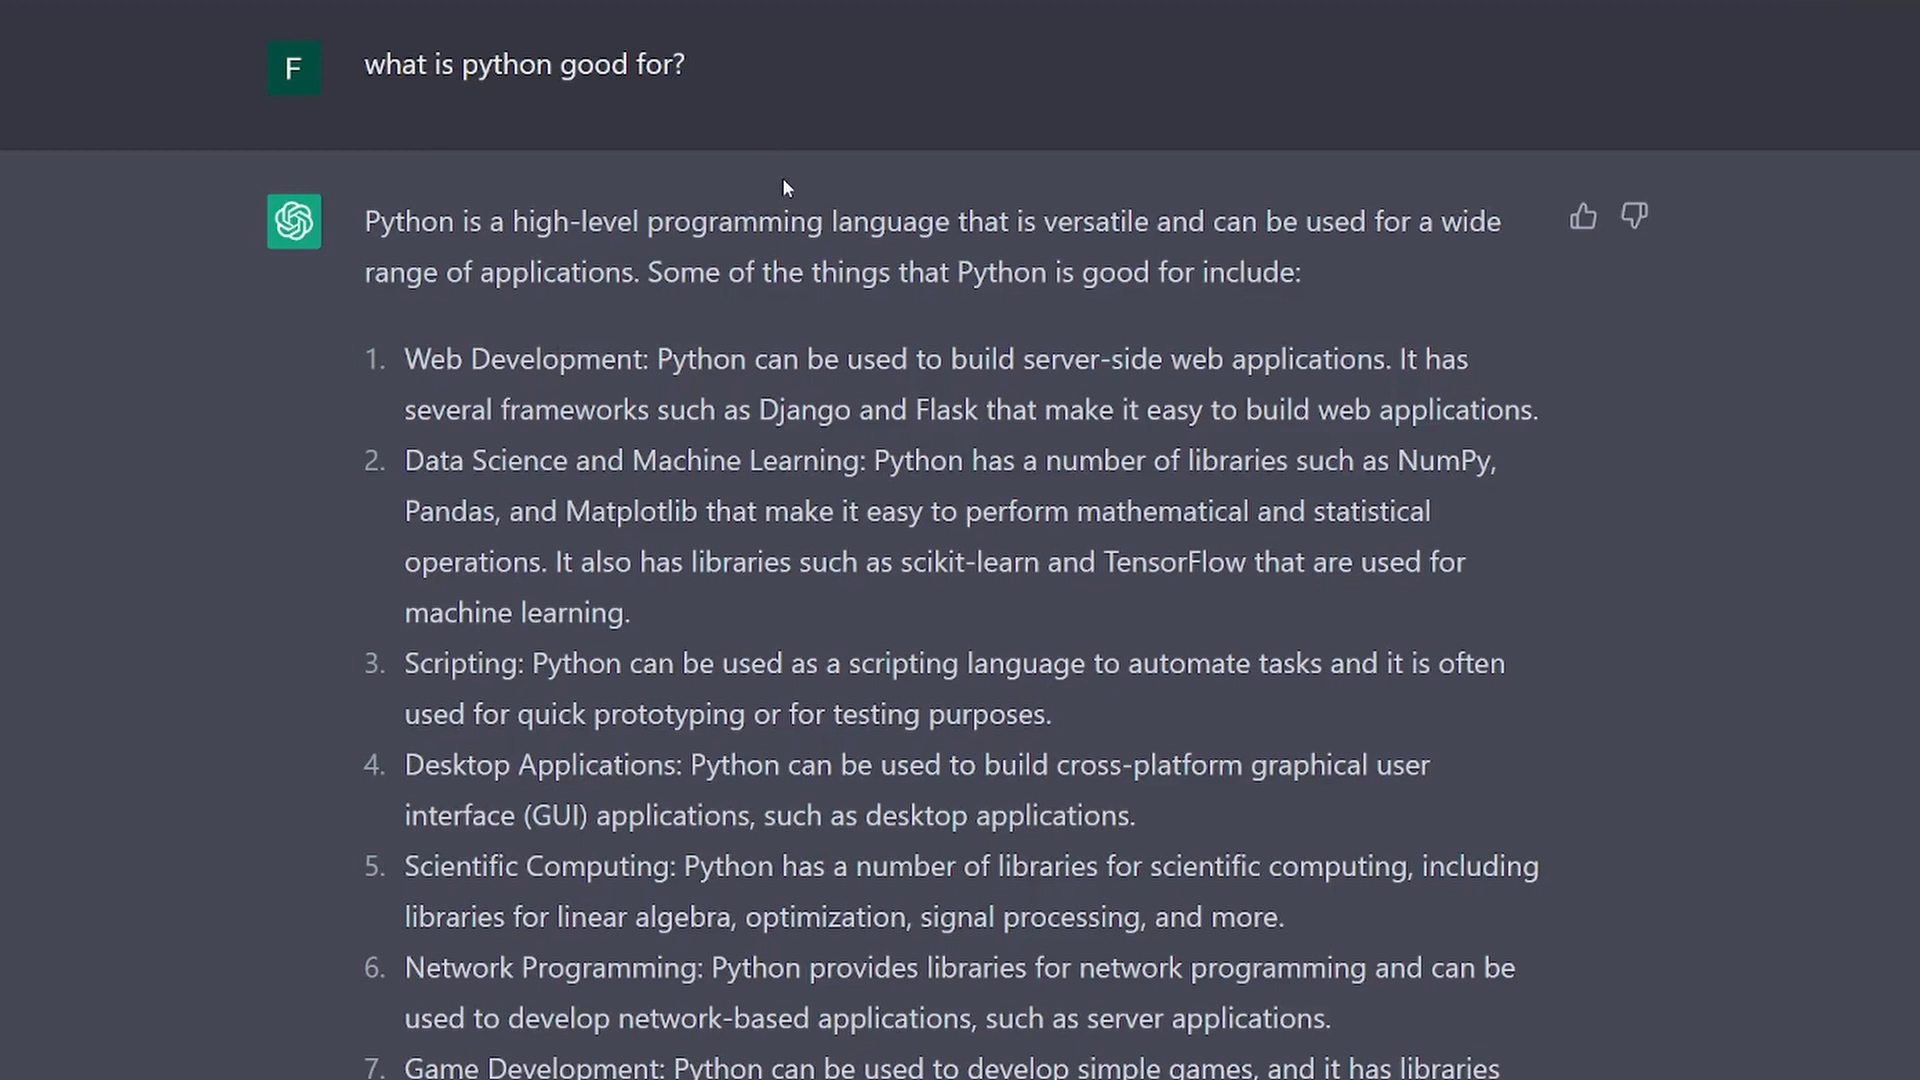 F
what is python good for?
Python is a high-level programming language that is versatile and can be used for a wide
range of applications. Some of the things that Python is good for include:
1. Web Development: Python can be used to build server-side web applications. It has
several frameworks such as Django and Flask that make it easy to build web applications.
2. Data Science and Machine Learning: Python has a number of libraries such as NumPy,
Pandas, and Matplotlib that make it easy to perform mathematical and statistical
operations. It also has libraries such as scikit-learn and TensorFlow that are used for
machine learning.
3. Scripting: Python can be used as a scripting language to automate tasks and it is often
used for quick prototyping or for testing purposes.
4. Desktop Applications: Python can be used to build cross-platform graphical user
interface (GUI) applications, such as desktop applications.
5. Scientific Computing: Python has a number of libraries for scientific computing, including
libraries for linear algebra, optimization, signal processing, and more.
6. Network Programming: Python provides libraries for network programming and can be
used to develop network-based applications, such as server applications.
7. Game Development: Python can be used to develop simple games, and it has libraries